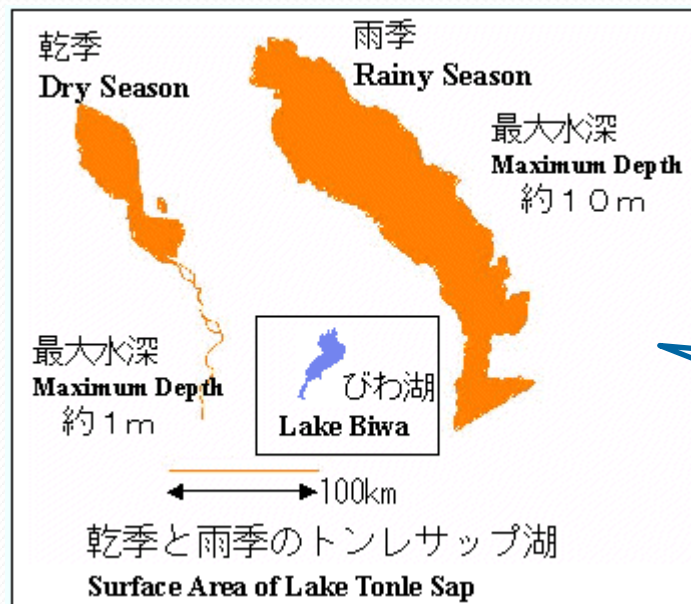 乾季
Dry Season
雨季
Rainy Season
最大水深
Maximum Depth
約１０ｍ
最大水深
Maximum Depth
約１ｍ
びわ湖
Lake Biwa
100km
乾季と雨季のトンレサップ湖
Surface Area of Lake Tonle Sap